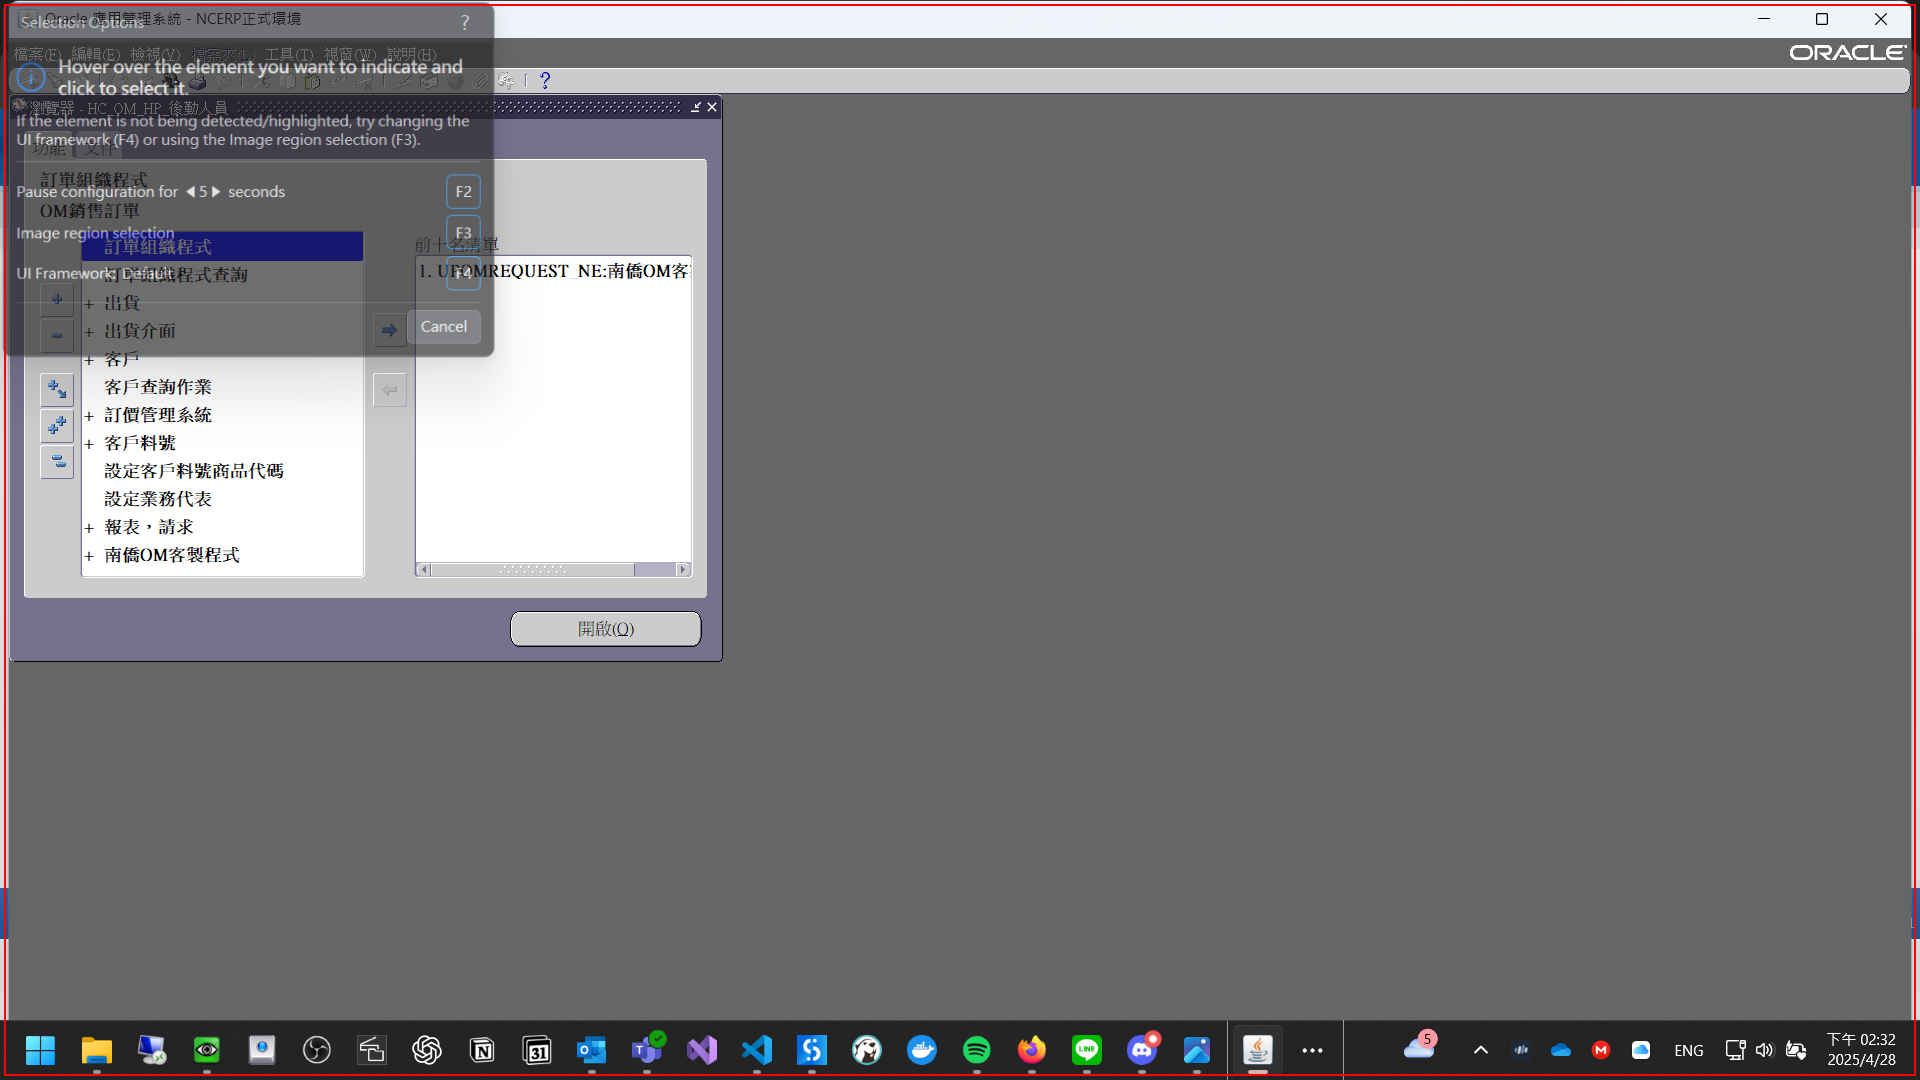 Oracle 應用管理系統 - NCERP正式環境
Selection Options
?
檔案(F) 編輯(E) 檢視(V) 檔案夾(L) 工具(T) 視窗(W) 說明(H)
ORACLE
Hover over the element you want to indicate and
click to select it.
?
瀏覽器 - HC_OM_HP_後勤人員
If the element is not being detected/highlighted, try changing the
UI framework (F4) or using the Image region selection (F3).
功能
文件
訂單組織程式
Pause configuration for 5 seconds
F2
OM銷售訂單
Image region selection
F3
訂單組織程式
前十名清單
UI Framework: Default
F4
訂單組織程式查詢
1. UPOMREQUEST_NE:南僑OM客
+ 出貨
+ 出貨介面
Cancel
+ 客戶
客戶查詢作業
+ 訂價管理系統
+ 客戶料號
設定客戶料號商品代碼
設定業務代表
+ 報表，請求
+ 南僑OM客製程式
開啟(O)
31
LINE
5
ENG
下午 02:32
2025/4/28